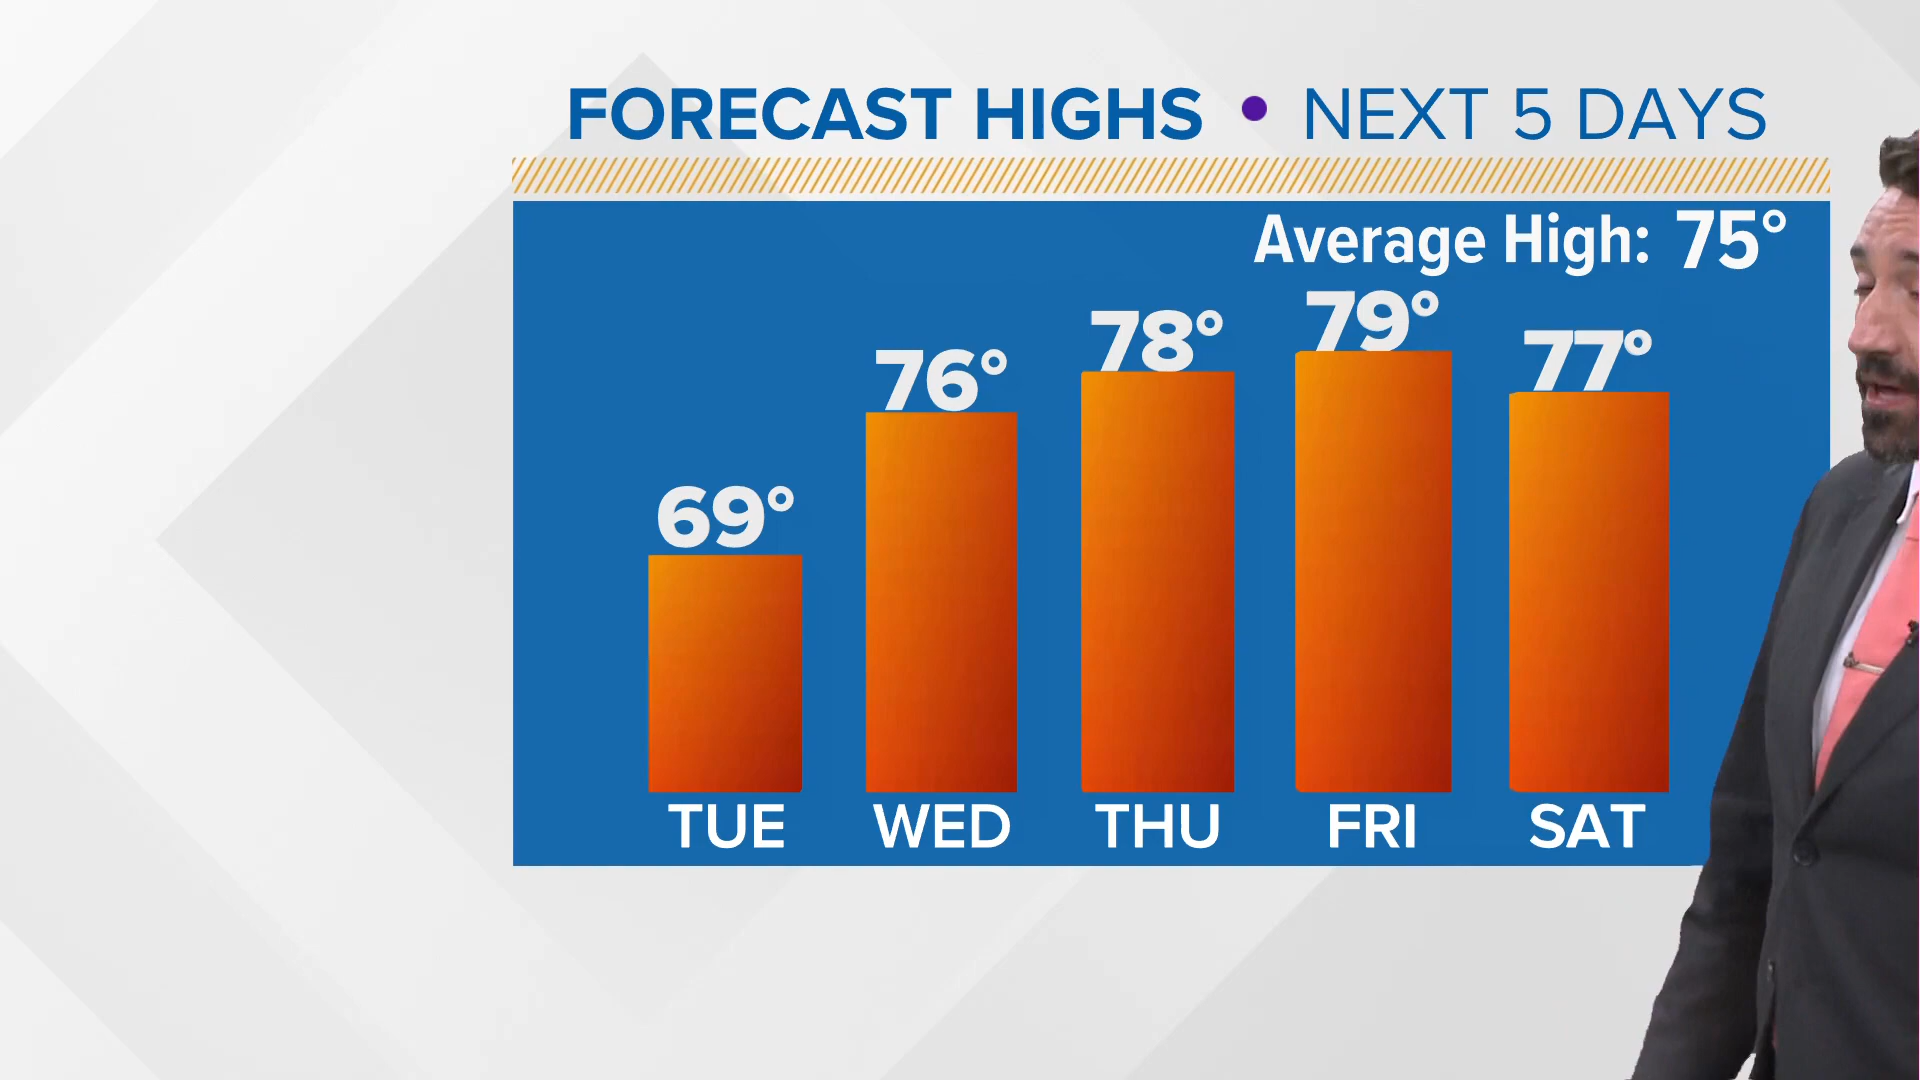 FORECAST HIGHS • NEXT 5 DAYS
Average High: 75°
69° 76° 78° 79° 77°
TUE WED THU FRI SAT